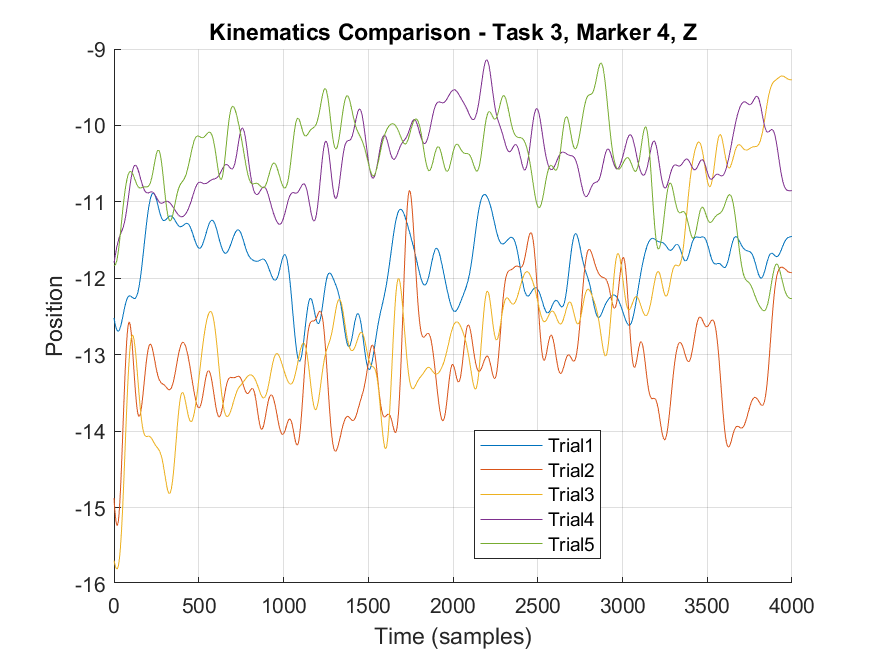 Kinematics Comparison - Task 3, Marker 4, Z
-9
-10
-11
-12
-13
-14
-15
-16
Position
Trial1
Trial2
Trial3
Trial4
Trial5
0 500 1000 1500 2000 2500 3000 3500 4000
Time (samples)